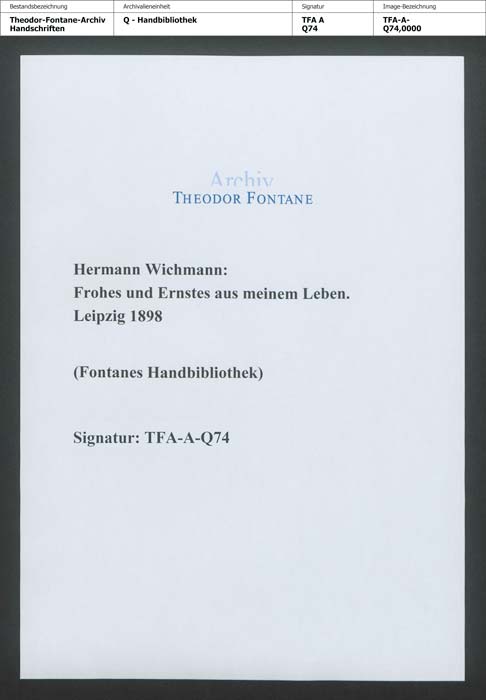 Bestandsbezeichnung Archivalieneinheit Signatur Image-Bezeichnung
Theodor-Fontane-Archiv Q - Handbibliothek TFA A TFA-A-
Handschriften Q74 Q74,0000
Archiv
THEODOR FONTANE
Hermann Wichmann:
Frohes und Ernstes aus meinem Leben.
Leipzig 1898
(Fontanes Handbibliothek)
Signatur: TFA-A-Q74